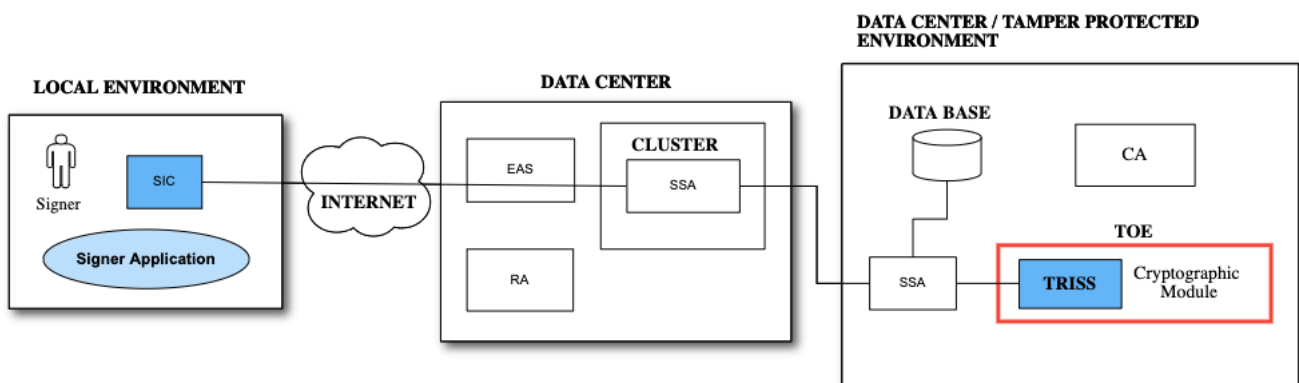 DATA CENTER / TAMPER PROTECTED
ENVIRONMENT
LOCAL ENVIRONMENT
DATA CENTER
DATA BASE
CLUSTER
CA
EAS
SIC
SSA
Signer
INTERNET
TOE
Signer Application
RA
SSA
TRISS
Cryptographic
Module